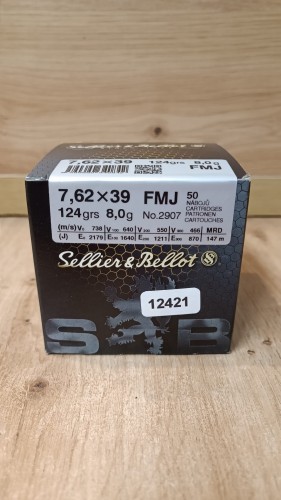 Sellier & Bellot
7,62×39 124grs 8,0g
FMJ
7,62×39 FMJ 50
NÁBOJŮ
CARTRIDGES
PATRONEN
CARTOUCHES
124grs 8,0g No.2907
(m/s) V0 738 V100 640 V200 550 V300 466 MRD
(J) E0 2179 E100 1640 E200 1211 E300 870 147 m
Sellier & Bellot S
12421
S&B